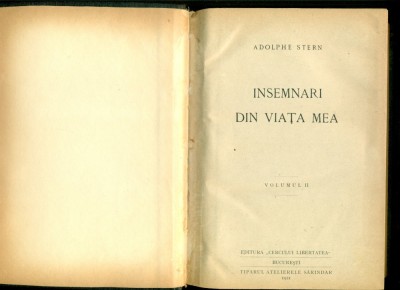 ADOLPHE STERN
INSEMNARI
DIN VIAȚA MEA
VOLUMUL II
EDITURA „CERCULUI LIBERTATEA"
BUCUREȘTI
TIPARUL ATELIERELE SARINDAR